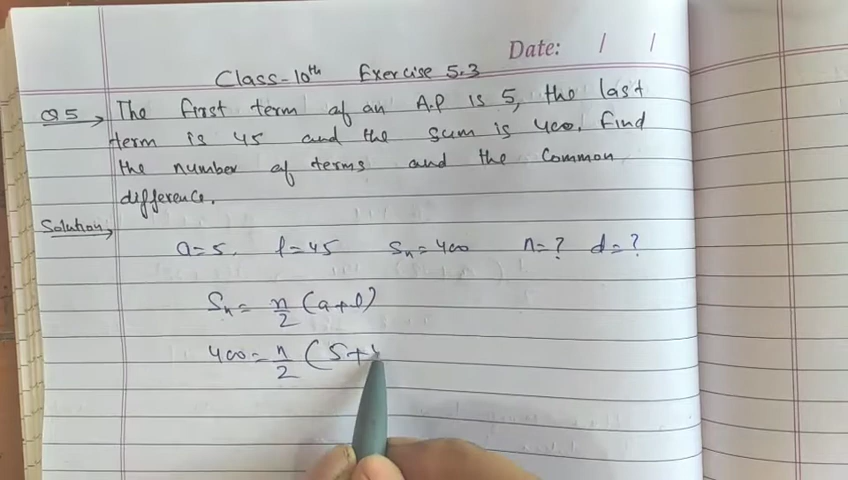 Date: / /
Class-10th Exercise 5.3
Q5 The first term of an A.P is 5, the last
term is 45 and the sum is 400. Find
the number of terms and the common
difference.
Solution,
a=5. l=45 Sn=400 n=? d=?
Sn = n/2 (a+l)
400 = n/2 (5+